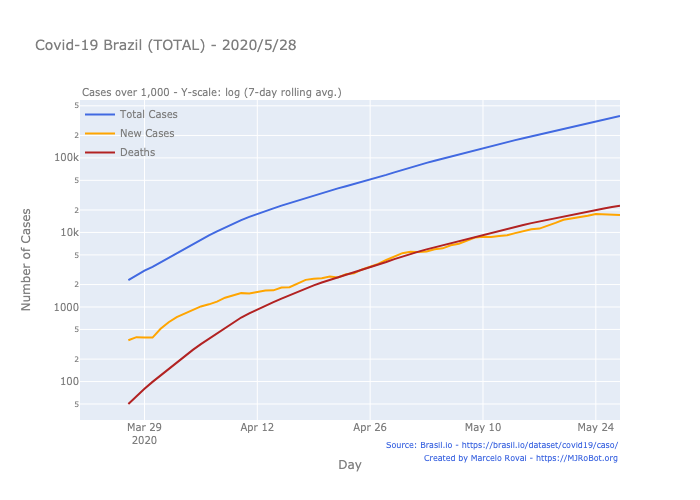 Covid-19 Brazil (TOTAL) - 2020/5/28
Cases over 1,000 - Y-scale: log (7-day rolling avg.)
Total Cases
New Cases
Deaths
5
2
100k
5
2
10k
5
2
1000
5
2
100
5
Number of Cases
Mar 29
2020
Apr 12
Apr 26
May 10
May 24
Day
Source: Brasil.io - https://brasil.io/dataset/covid19/caso/
Created by Marcelo Rovai - https://MJRoBot.org